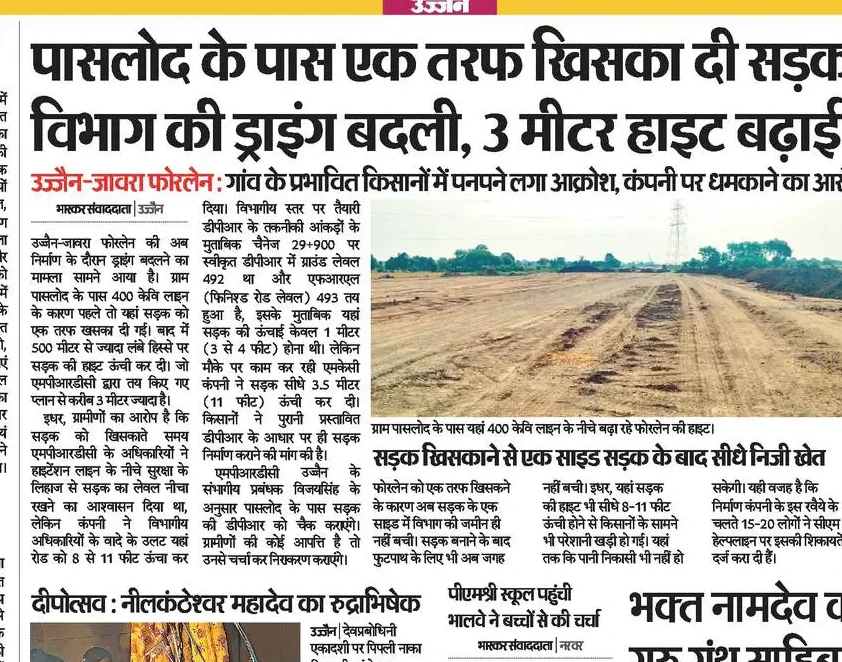 उज्जैन
पासलोद के पास एक तरफ खिसका दी सड़क
विभाग की ड्राइंग बदली, 3 मीटर हाइट बढ़ाई
उज्जैन-जावरा फोरलेन : गांव के प्रभावित किसानों में पनपने लगा आक्रोश, कंपनी पर धमकाने का
भास्कर संवाददाता | उज्जैन
उज्जैन-जावरा फोरलेन की अब
निर्माण के दौरान ड्राइंग बदलने का
मामला सामने आया है। ग्राम
पासलोद के पास 400 केवि लाइन
के कारण पहले तो यहां सड़क को
एक तरफ खसका दी गई। बाद में
500 मीटर से ज्यादा लंबे हिस्से पर
सड़क की हाइट ऊंची कर दी। जो
एमपीआरडीसी द्वारा तय किए गए
प्लान से करीब 3 मीटर ज्यादा है।
इधर, ग्रामीणों का आरोप है कि
सड़क को खिसकाते समय
एमपीआरडीसी के अधिकारियों ने
हाइटेंशन लाइन के नीचे सुरक्षा के
लिहाज से सड़क का लेवल नीचा
रखने का आश्वासन दिया था,
लेकिन कंपनी ने विभागीय
अधिकारियों के वादे के उलट यहां
रोड को 8 से 11 फीट ऊंचा कर
दिया। विभागीय स्तर पर तैयारी
डीपीआर के तकनीकी आंकड़ों के
मुताबिक चैनेज 29+900 पर
स्वीकृत डीपीआर में ग्राउंड लेवल
492 था और एफआरएल
(फिनिश्ड रोड लेवल) 493 तय
हुआ है, इसके मुताबिक यहां
सड़क की ऊंचाई केवल 1 मीटर
(3 से 4 फीट) होना थी। लेकिन
मौके पर काम कर रही एमकेसी
कंपनी ने सड़क सीधे 3.5 मीटर
(11 फीट) ऊंची कर दी।
किसानों ने पुरानी प्रस्तावित
डीपीआर के आधार पर ही सड़क
निर्माण कराने की मांग की है।
एमपीआरडीसी उज्जैन के
संभागीय प्रबंधक विजयसिंह के
अनुसार पासलोद के पास सड़क
की डीपीआर को चैक कराएंगे।
ग्रामीणों की कोई आपत्ति है तो
उनसे चर्चा कर निराकरण कराएंगे।
ग्राम पासलोद के पास यहां 400 केवि लाइन के नीचे बढ़ा रहे फोरलेन की हाइट।
सड़क खिसकाने से एक साइड सड़क के बाद सीधे निजी खेत
फोरलेन को एक तरफ खिसकने
के कारण अब सड़क के एक
साइड में विभाग की जमीन ही
नहीं बची। सड़क बनाने के बाद
फुटपाथ के लिए भी अब जगह
नहीं बची। इधर, यहां सड़क
की हाइट भी सीधे 8-11 फीट
ऊंची होने से किसानों के सामने
भी परेशानी खड़ी हो गई। यहां
तक कि पानी निकासी भी नहीं हो
सकेगी। यही वजह है कि
निर्माण कंपनी के इस रवैये के
चलते 15-20 लोगों ने सीएम
हेल्पलाइन पर इसकी शिकायतें
दर्ज करा दी हैं।
दीपोत्सव : नीलकंठेश्वर महादेव का रुद्राभिषेक
उज्जैन | देवप्रबोधिनी
एकादशी पर पिपली नाका
पीएमश्री स्कूल पहुंची
भालवे ने बच्चों से की चर्चा
भास्कर संवाददाता | नरवर
भक्त नामदेव
गुरु ग्रंथ साहिब